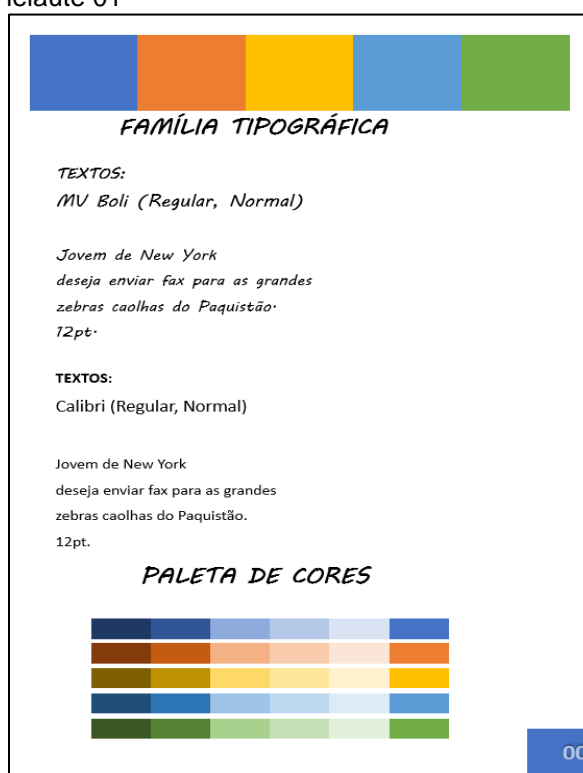 FAMÍLIA TIPOGRÁFICA
TEXTOS:
MV Boli (Regular, Normal)
Jovem de New York
deseja enviar fax para as grandes
zebras caolhas do Paquistão.
12pt.
TEXTOS:
Calibri (Regular, Normal)
Jovem de New York
deseja enviar fax para as grandes
zebras caolhas do Paquistão.
12pt.
PALETA DE CORES